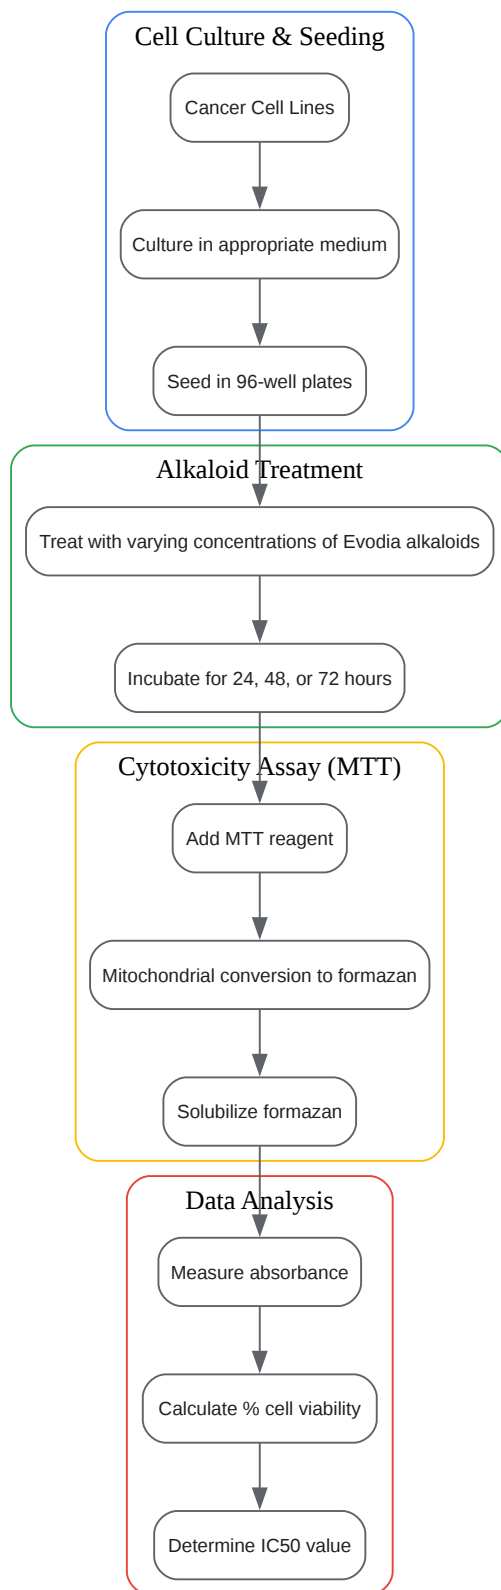 Cell Culture & Seeding
Cancer Cell Lines
Culture in appropriate medium
Seed in 96-well plates
Alkaloid Treatment
Treat with varying concentrations of Evodia alkaloids
Incubate for 24, 48, or 72 hours
Cytotoxicity Assay (MTT)
Add MTT reagent
Mitochondrial conversion to formazan
Solubilize formazan
Data Analysis
Measure absorbance
Calculate % cell viability
Determine IC50 value